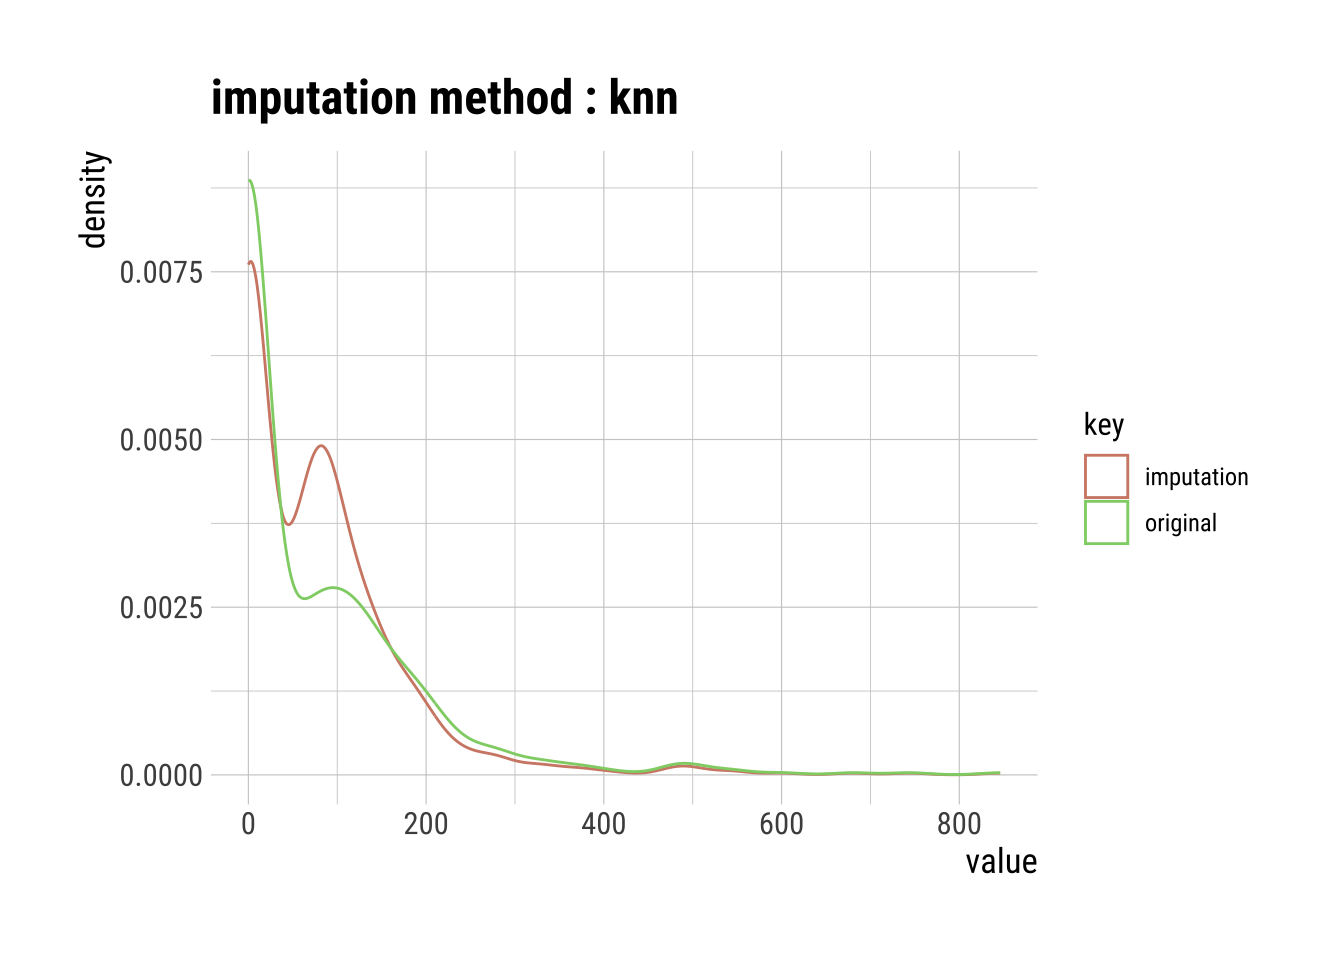 imputation method : knn
density
0.0075
0.0050
0.0025
0.0000
0 200 400 600 800
value
key
imputation
original